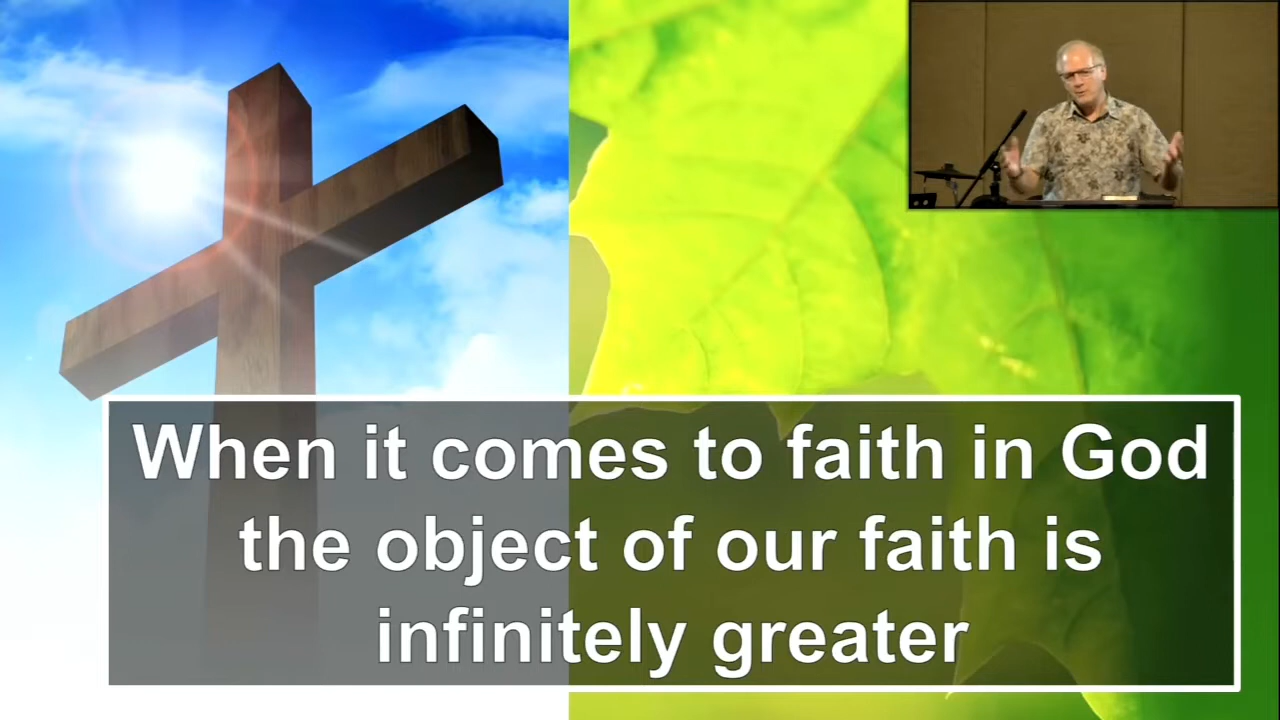 When it comes to faith in God
the object of our faith is
infinitely greater